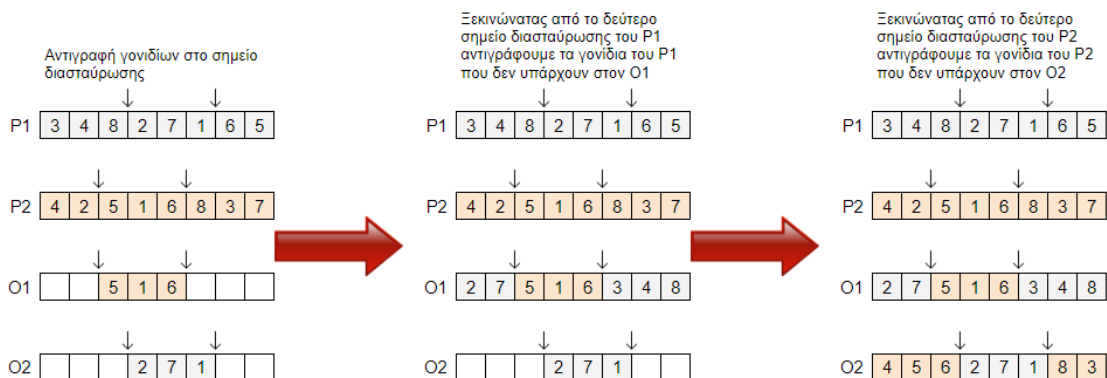 Αντιγραφή γονιδίων στο σημείο
διασταύρωσης
P1 3 4 8 2 7 1 6 5
P2 4 2 5 1 6 8 3 7
O1 5 1 6
O2 2 7 1
Ξεκινώνατας από το δεύτερο
σημείο διασταύρωσης του P1
αντιγράφουμε τα γονίδια του P1
που δεν υπάρχουν στον O1
P1 3 4 8 2 7 1 6 5
P2 4 2 5 1 6 8 3 7
O1 2 7 5 1 6 3 4 8
O2 2 7 1
Ξεκινώνατας από το δεύτερο
σημείο διασταύρωσης του P2
αντιγράφουμε τα γονίδια του P2
που δεν υπάρχουν στον O2
P1 3 4 8 2 7 1 6 5
P2 4 2 5 1 6 8 3 7
O1 2 7 5 1 6 3 4 8
O2 4 5 6 2 7 1 8 3